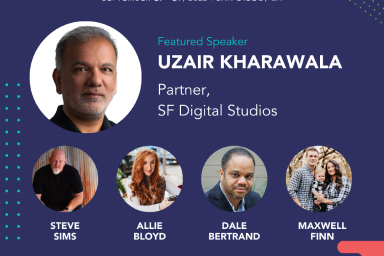 Featured Speaker
UZAIR KHARAWALA
Partner,
SF Digital Studios
STEVE
SIMS
ALLIE
BLOYD
DALE
BERTRAND
MAXWELL
FINN